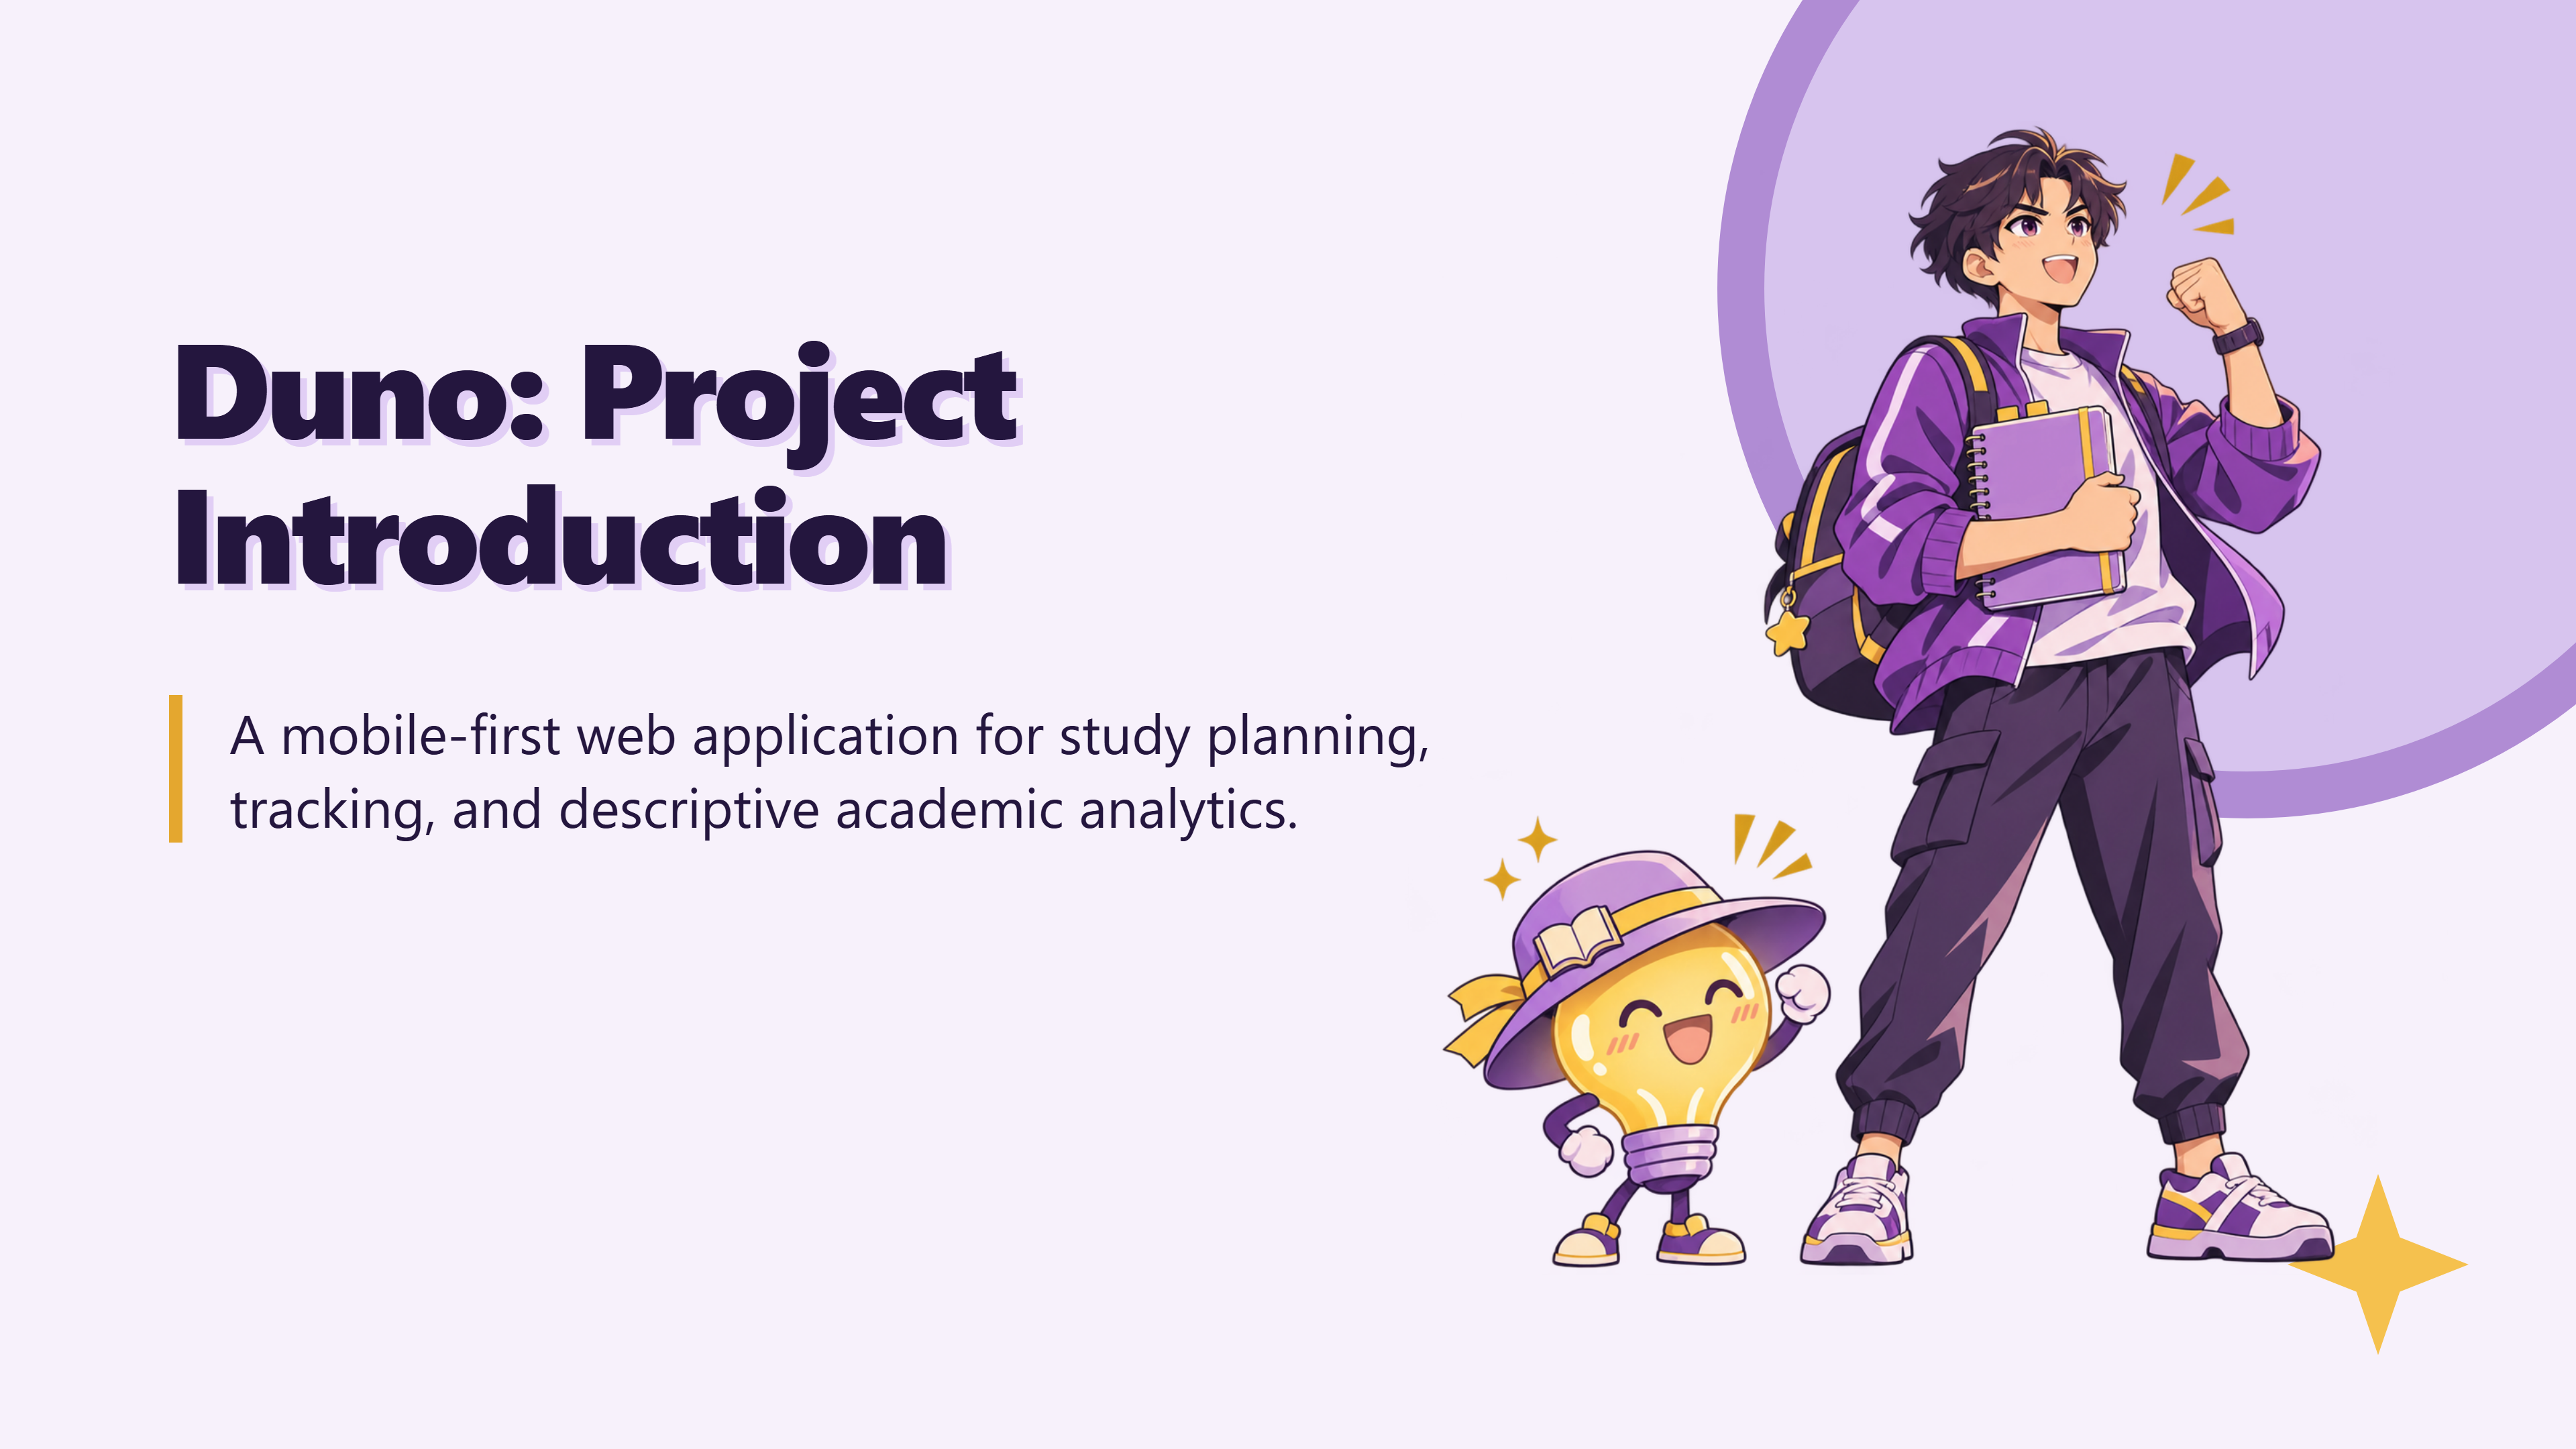 Duno: Project
Introduction
A mobile-first web application for study planning,
tracking, and descriptive academic analytics.